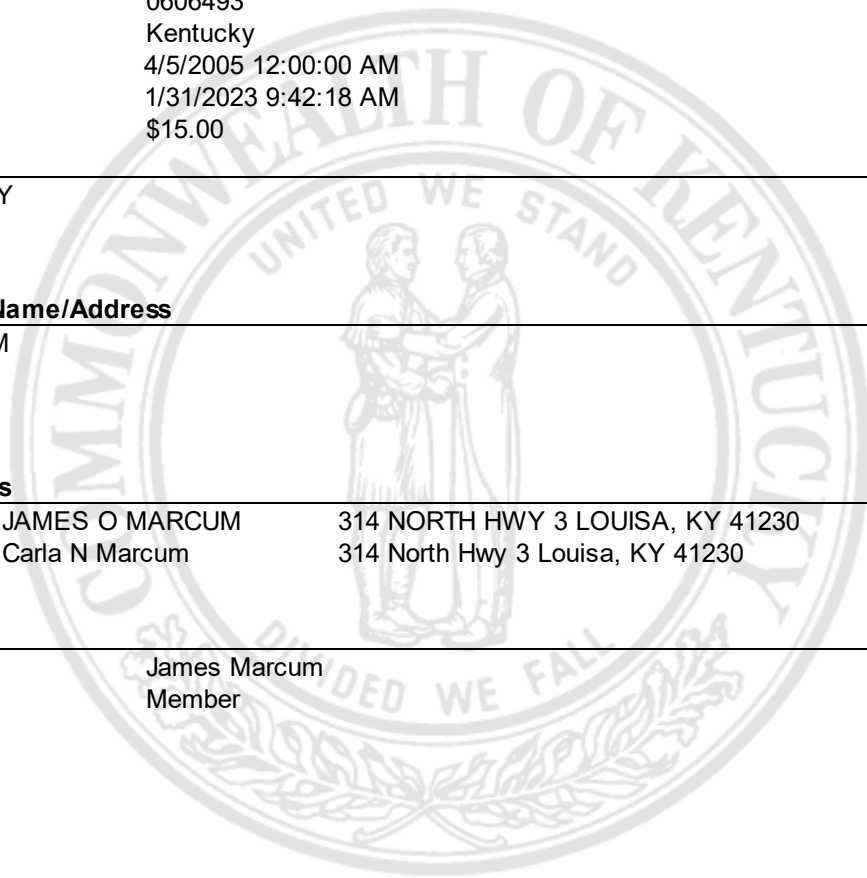 0606493
Kentucky
4/5/2005 12:00:00 AM
1/31/2023 9:42:18 AM
$15.00
Y
Name/Address
M
s
JAMES O MARCUM 314 NORTH HWY 3 LOUISA, KY 41230
Carla N Marcum 314 North Hwy 3 Louisa, KY 41230
James Marcum
Member
COMMONWEALTH OF KENTUCKY
UNITED WE STAND
DIVIDED WE FALL